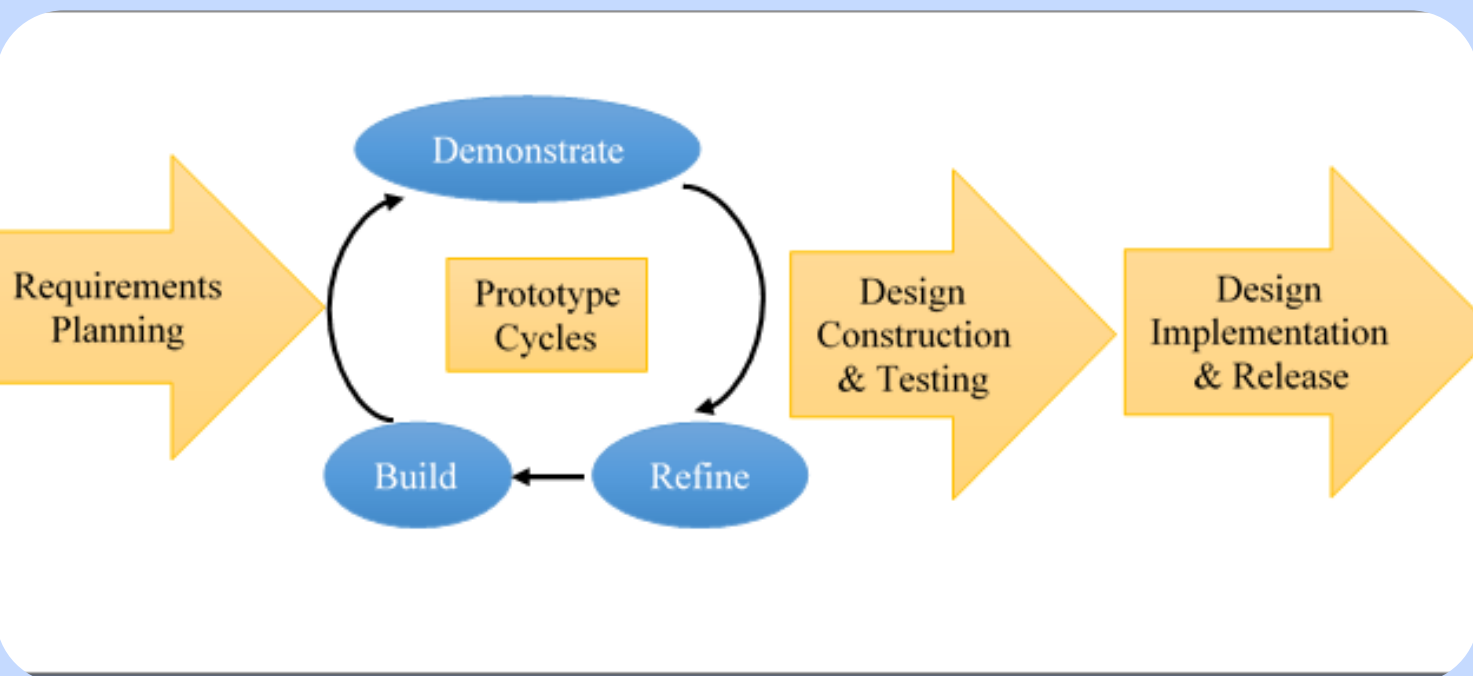 Requirements
Planning
Demonstrate
Prototype
Cycles
Build
Refine
Design
Construction
& Testing
Design
Implementation
& Release